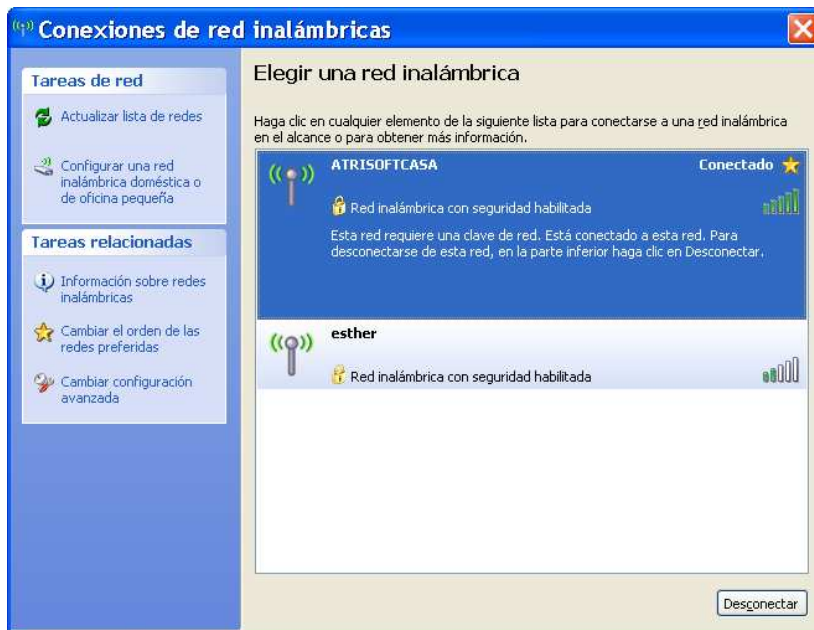 Conexiones de red inalámbricas
Tareas de red
Actualizar lista de redes
Configurar una red
inalámbrica doméstica o
de oficina pequeña
Tareas relacionadas
Información sobre redes
inalámbricas
Cambiar el orden de las
redes preferidas
Cambiar configuración
avanzada
Elegir una red inalámbrica
Haga clic en cualquier elemento de la siguiente lista para conectarse a una red inalámbrica
en el alcance o para obtener más información.
ATRISOFTCASA Conectado
Red inalámbrica con seguridad habilitada
Esta red requiere una clave de red. Está conectado a esta red. Para
desconectarse de esta red, en la parte inferior haga clic en Desconectar.
esther
Red inalámbrica con seguridad habilitada
Desconectar